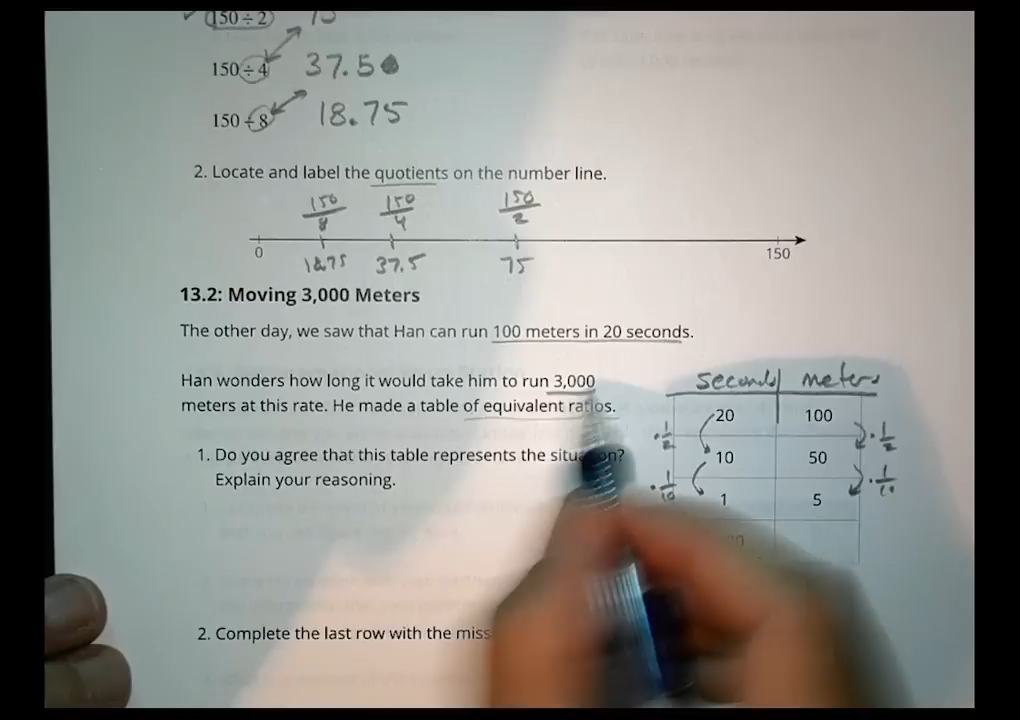 150 ÷ 2
150 ÷ 4 37.5
150 ÷ 8 18.75
2. Locate and label the quotients on the number line.
150/8 150/4 150/2
0 18.75 37.5 75 150
13.2: Moving 3,000 Meters
The other day, we saw that Han can run 100 meters in 20 seconds.
Han wonders how long it would take him to run 3,000
meters at this rate. He made a table of equivalent ratios.
seconds meters
20 100
·1/2 ·1/2
10 50
·1/10 ·1/10
1 5
1. Do you agree that this table represents the situation?
Explain your reasoning.
2. Complete the last row with the miss